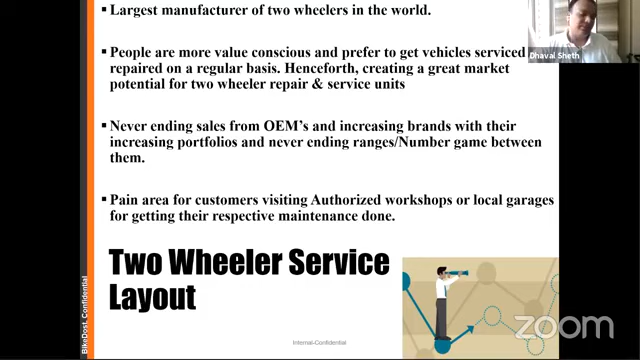 ▪ Largest manufacturer of two wheelers in the world.
▪ People are more value conscious and prefer to get vehicles serviced
repaired on a regular basis. Henceforth, creating a great market
potential for two wheeler repair & service units
▪ Never ending sales from OEM's and increasing brands with their
increasing portfolios and never ending ranges/Number game between
them.
▪ Pain area for customers visiting Authorized workshops or local garages
for getting their respective maintenance done.
Two Wheeler Service
Layout
BikeDost_Confidential
Internal-Confidential
Dhaval Sheth
zoom